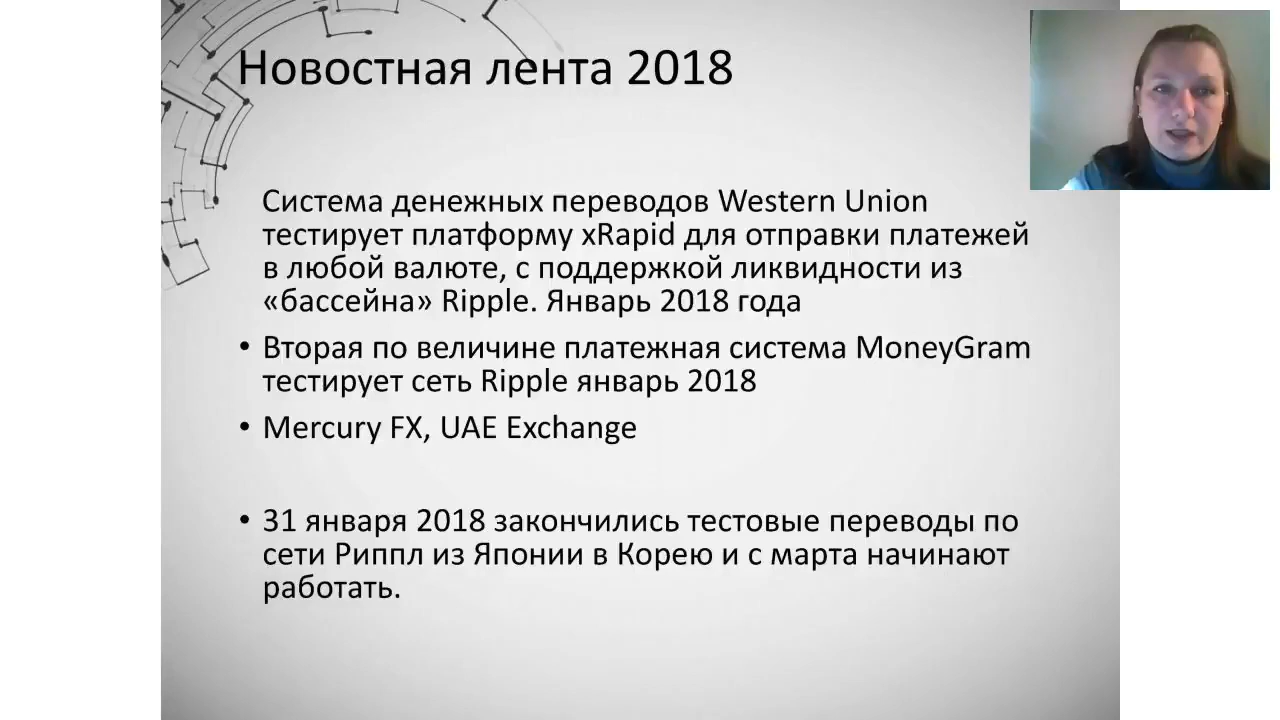 Новостная лента 2018
Система денежных переводов Western Union
тестирует платформу xRapid для отправки платежей
в любой валюте, с поддержкой ликвидности из
«бассейна» Ripple. Январь 2018 года
• Вторая по величине платежная система MoneyGram
тестирует сеть Ripple январь 2018
• Mercury FX, UAE Exchange
• 31 января 2018 закончились тестовые переводы по
сети Риппл из Японии в Корею и с марта начинают
работать.